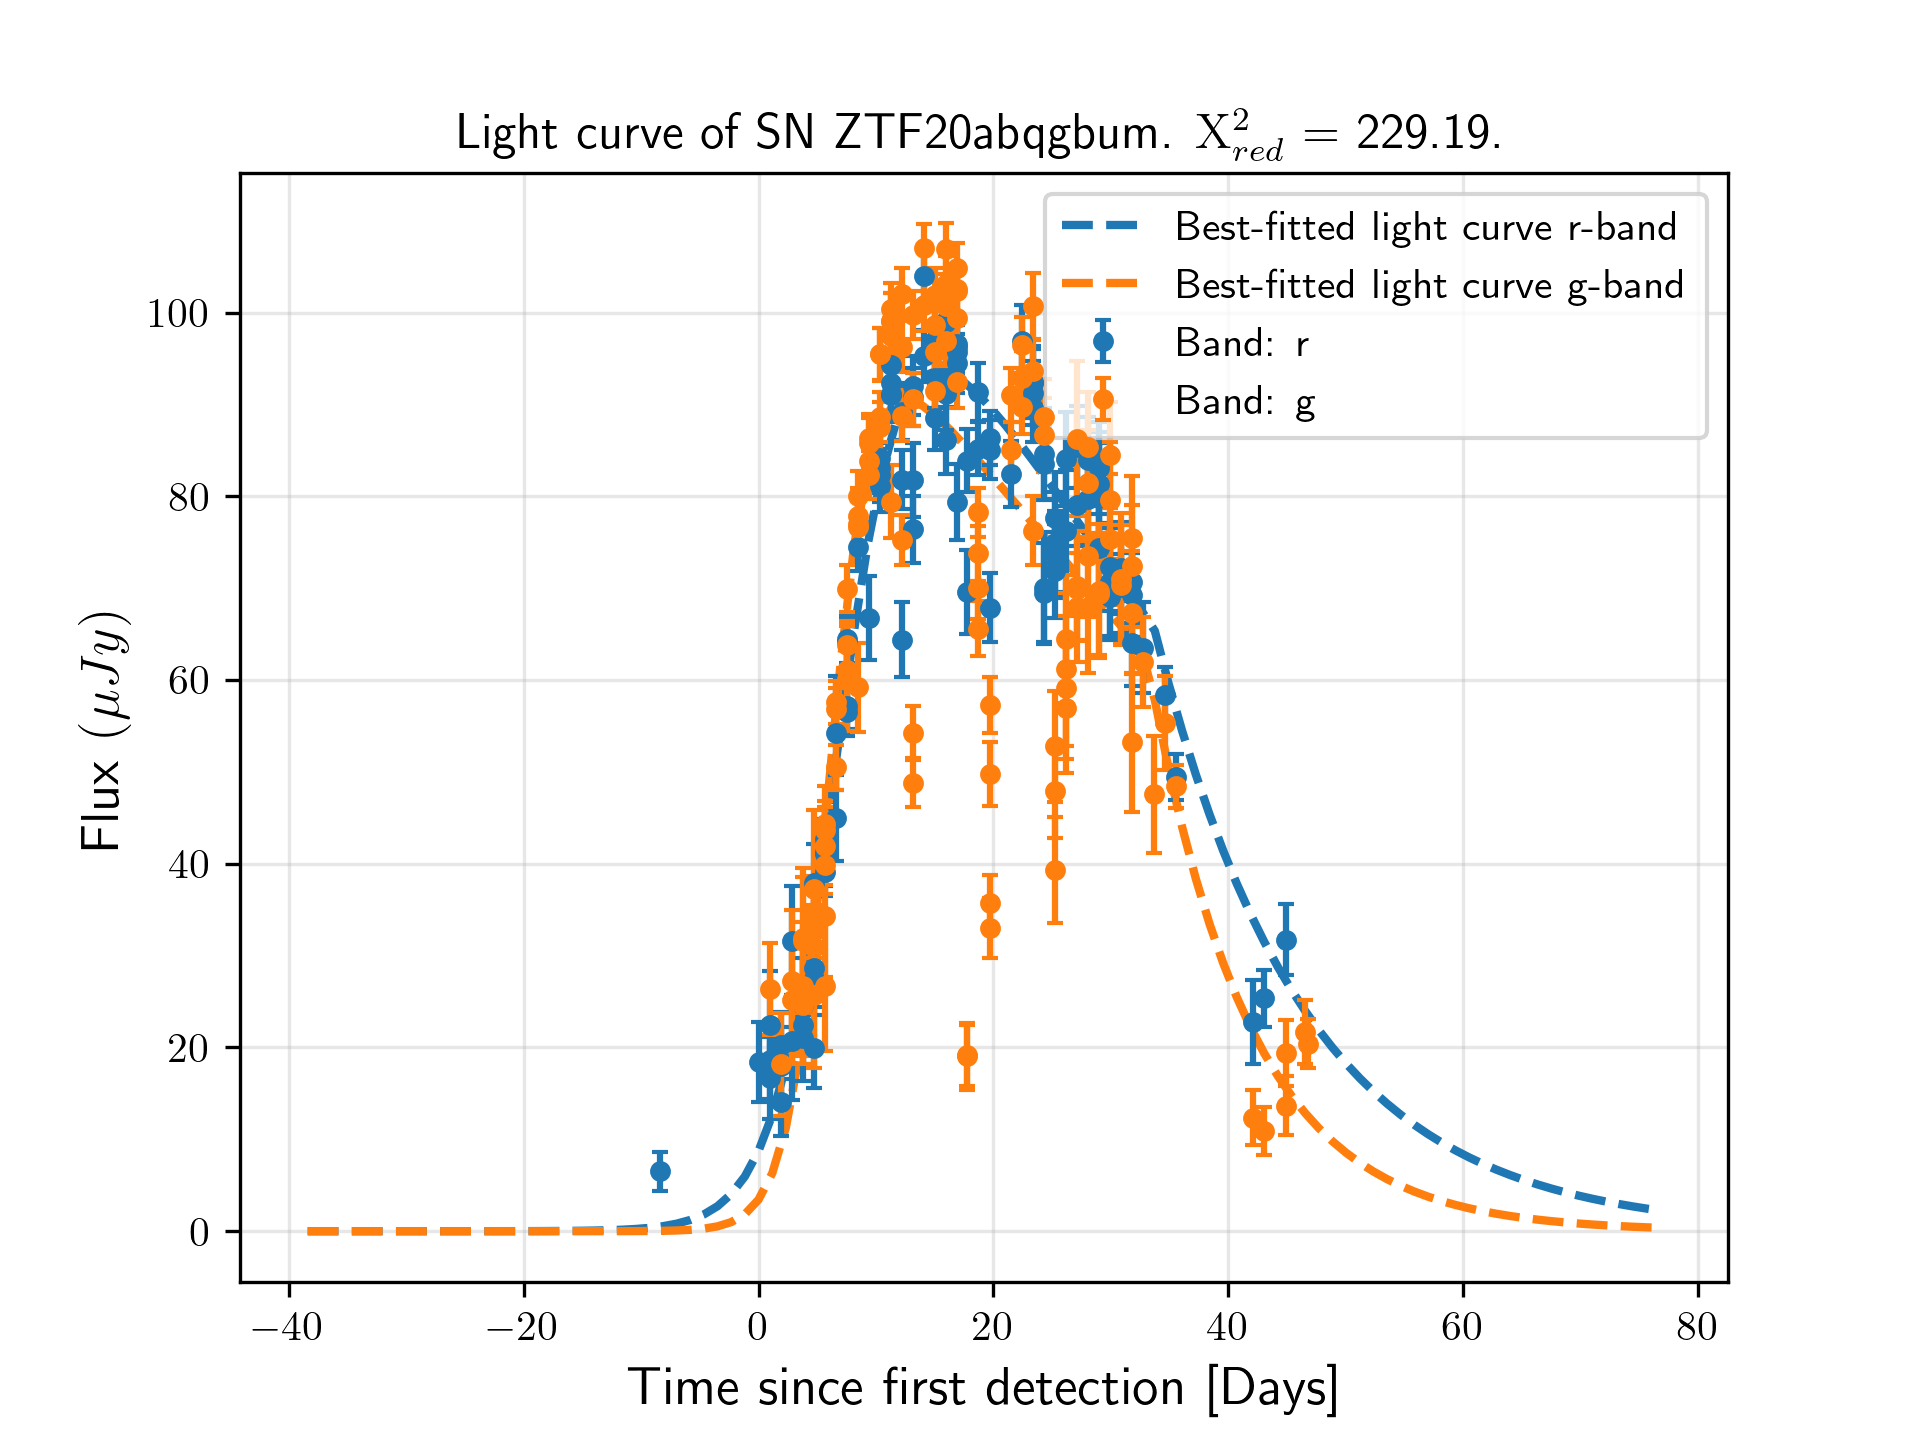 Light curve of SN ZTF20abqgbum. X²_red = 229.19.
Best-fitted light curve r-band
Best-fitted light curve g-band
Band: r
Band: g
100
80
60
40
20
0
Flux (μJy)
−40 −20 0 20 40 60 80
Time since first detection [Days]